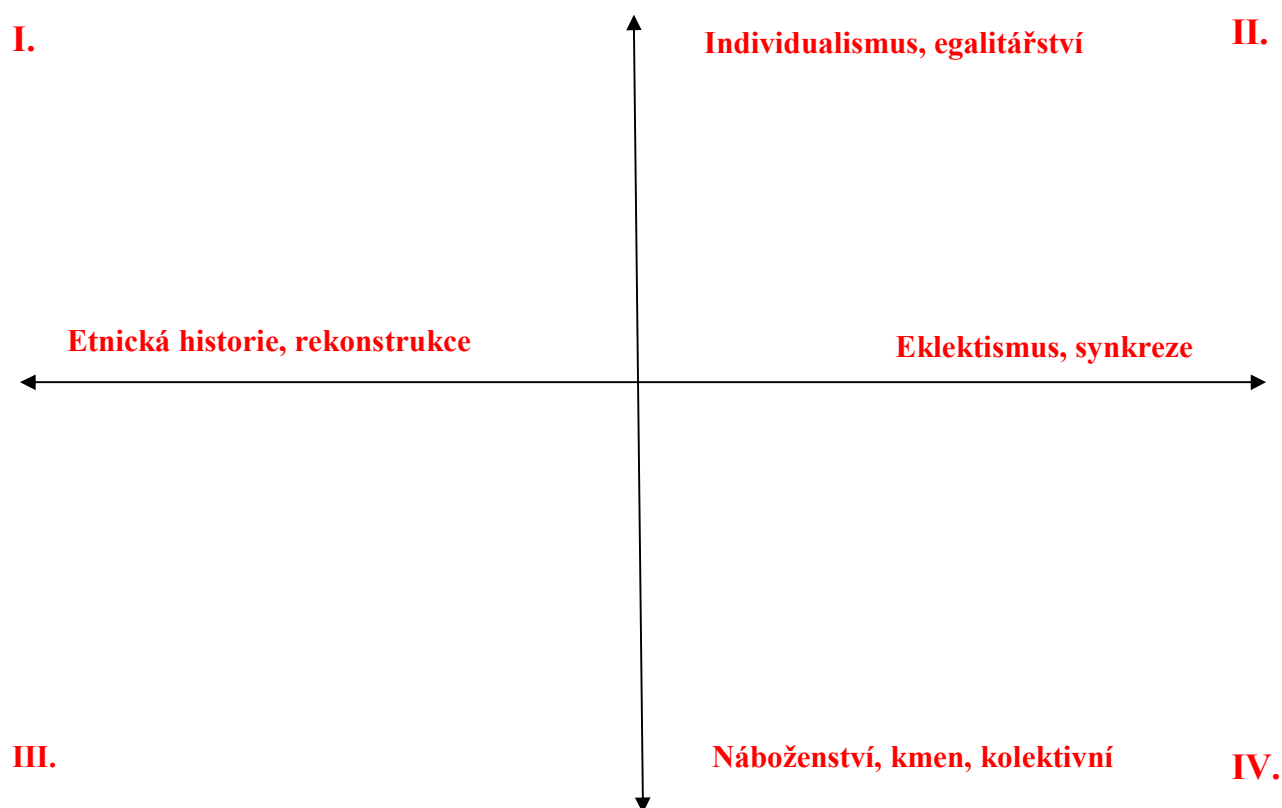 I.
Individualismus, egalitářství
II.
Etnická historie, rekonstrukce
Eklektismus, synkreze
III.
Náboženství, kmen, kolektivní
IV.